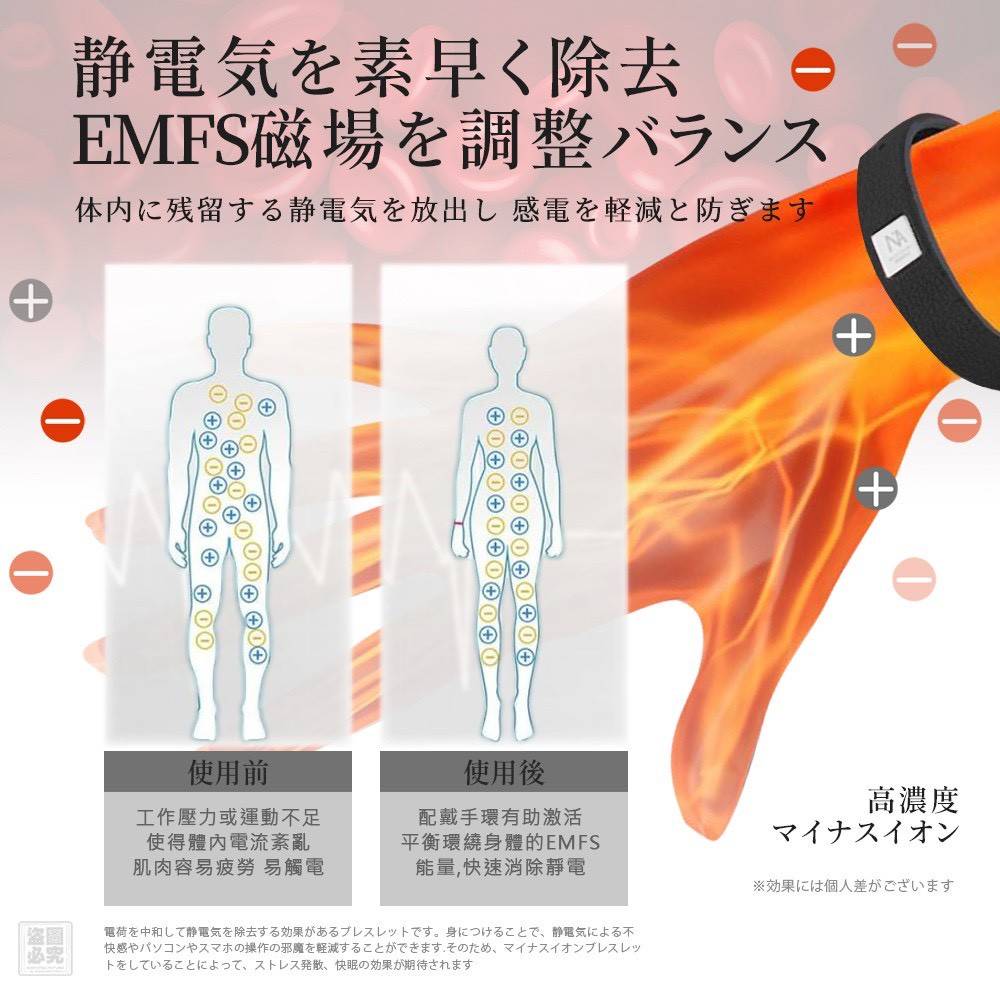 静電気を素早く除去
EMFS磁場を調整バランス
体内に残留する静電気を放出し 感電を軽減と防ぎます
使用前
工作壓力或運動不足
使得體內電流紊亂
肌肉容易疲勞 易觸電
使用後
配戴手環有助激活
平衡環繞身體的EMFS
能量,快速消除靜電
高濃度
マイナスイオン
※効果には個人差がございます
盜圖
必究
電荷を中和して静電気を除去する効果があるブレスレットです。身につけることで、静電気による不
快感やパソコンやスマホの操作の邪魔を軽減することができます.そのため、マイナスイオンブレスレッ
トをしていることによって、ストレス発散、快眠の効果が期待されます